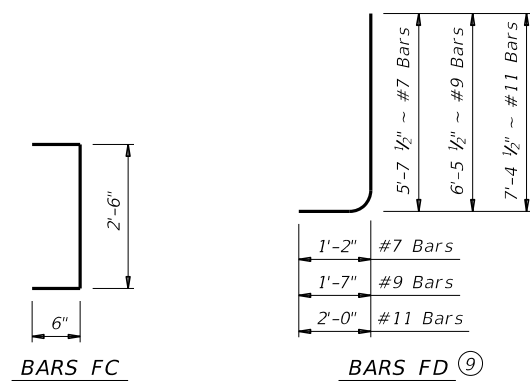 5'-7 ½" ~ #7 Bars
6'-5 ½" ~ #9 Bars
7'-4 ½" ~ #11 Bars
2'-6"
6"
1'-2" #7 Bars
1'-7" #9 Bars
2'-0" #11 Bars
BARS FC
BARS FD 9